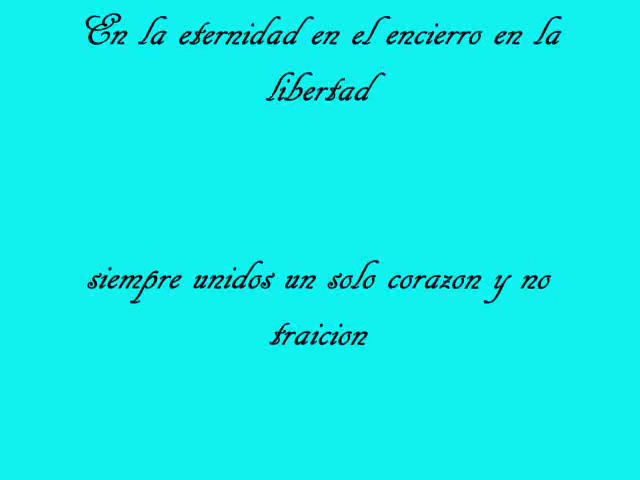 En la eternidad en el encierro en la
libertad
siempre unidos un solo corazon y no
traicion